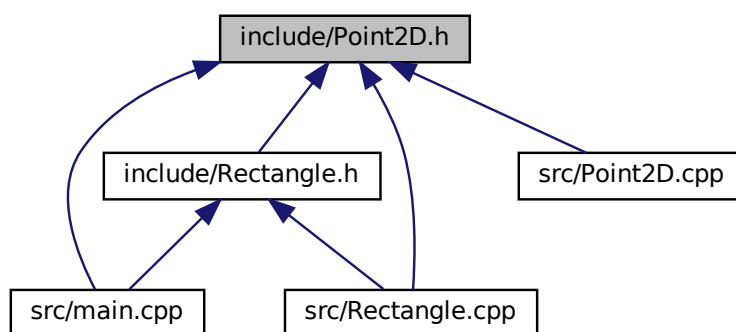 include/Point2D.h
include/Rectangle.h
src/Point2D.cpp
src/main.cpp
src/Rectangle.cpp